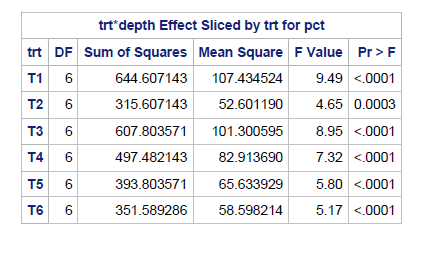 trt*depth Effect Sliced by trt for pct
trt DF Sum of Squares Mean Square F Value Pr > F
T1 6 644.607143 107.434524 9.49 <.0001
T2 6 315.607143 52.601190 4.65 0.0003
T3 6 607.803571 101.300595 8.95 <.0001
T4 6 497.482143 82.913690 7.32 <.0001
T5 6 393.803571 65.633929 5.80 <.0001
T6 6 351.589286 58.598214 5.17 <.0001